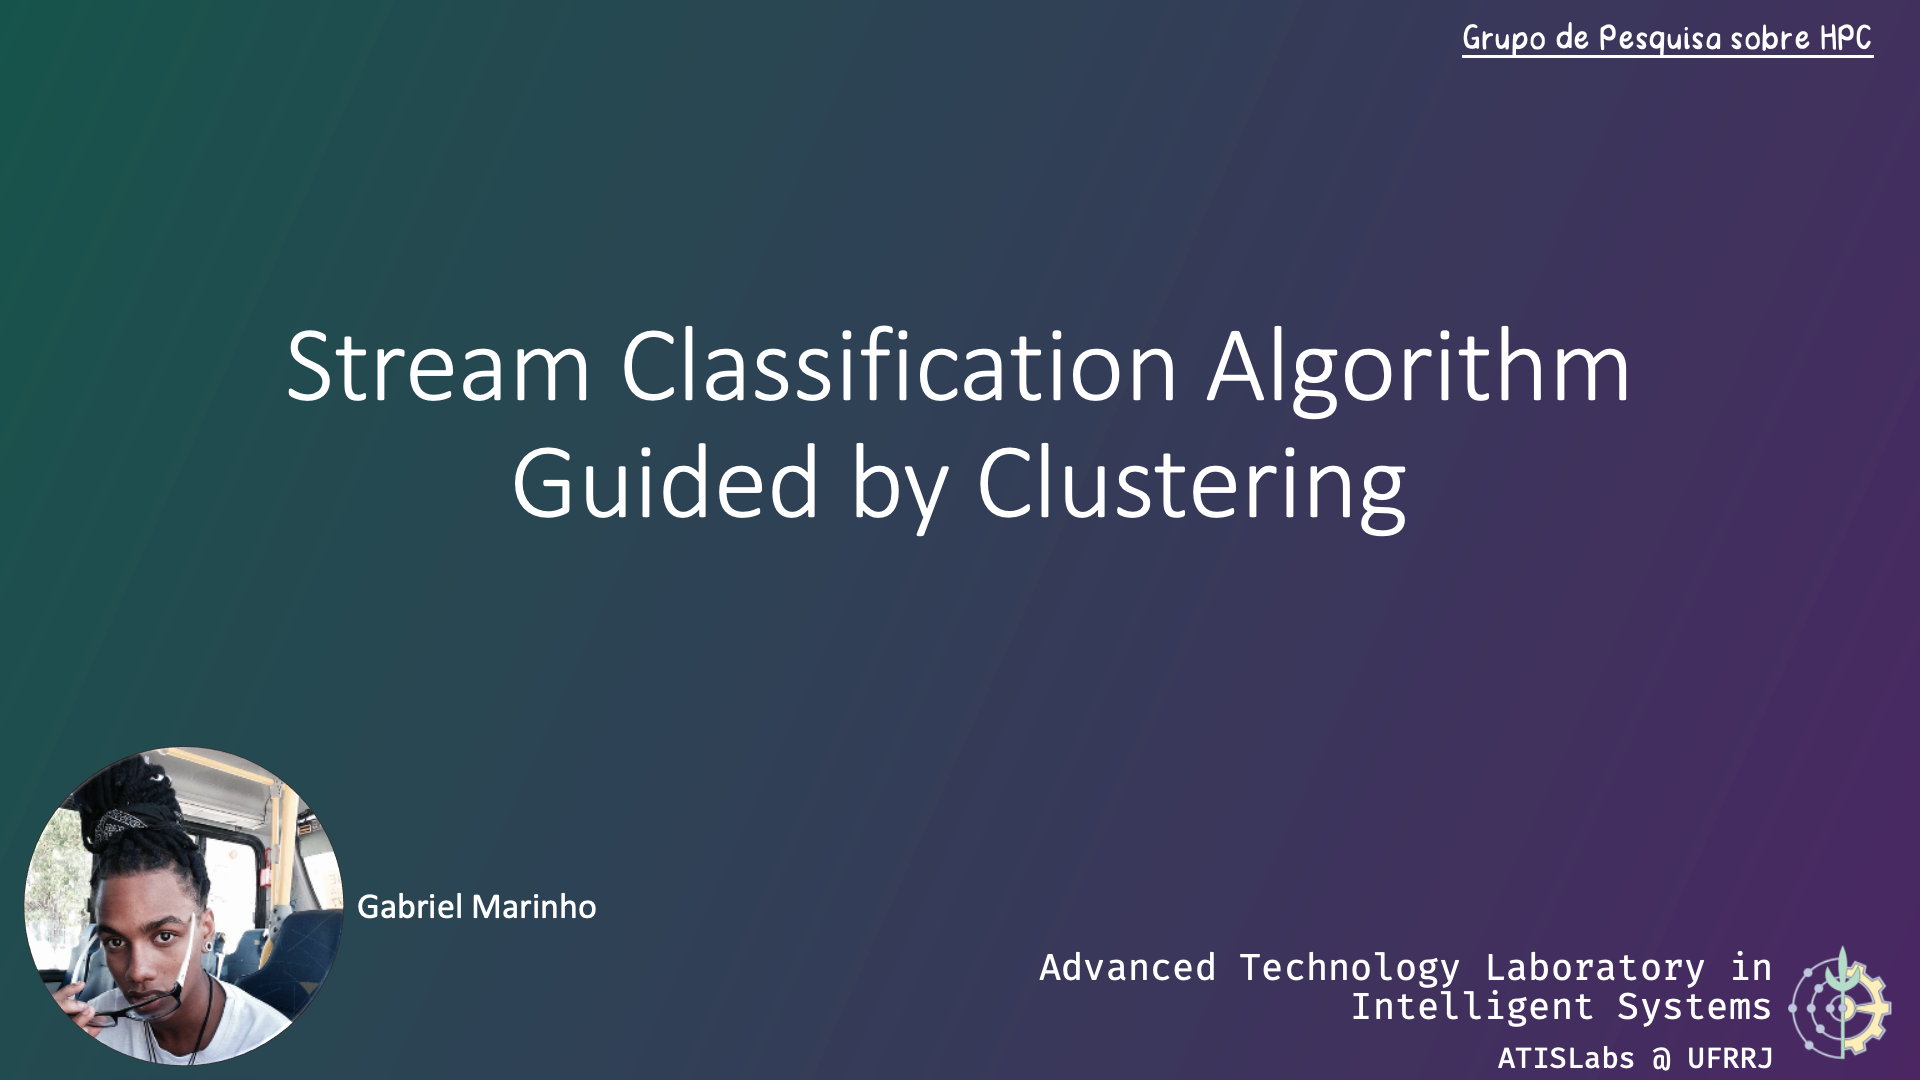 Grupo de Pesquisa sobre HPC
Stream Classification Algorithm
Guided by Clustering
Gabriel Marinho
Advanced Technology Laboratory in
Intelligent Systems
ATISLabs @ UFRRJ